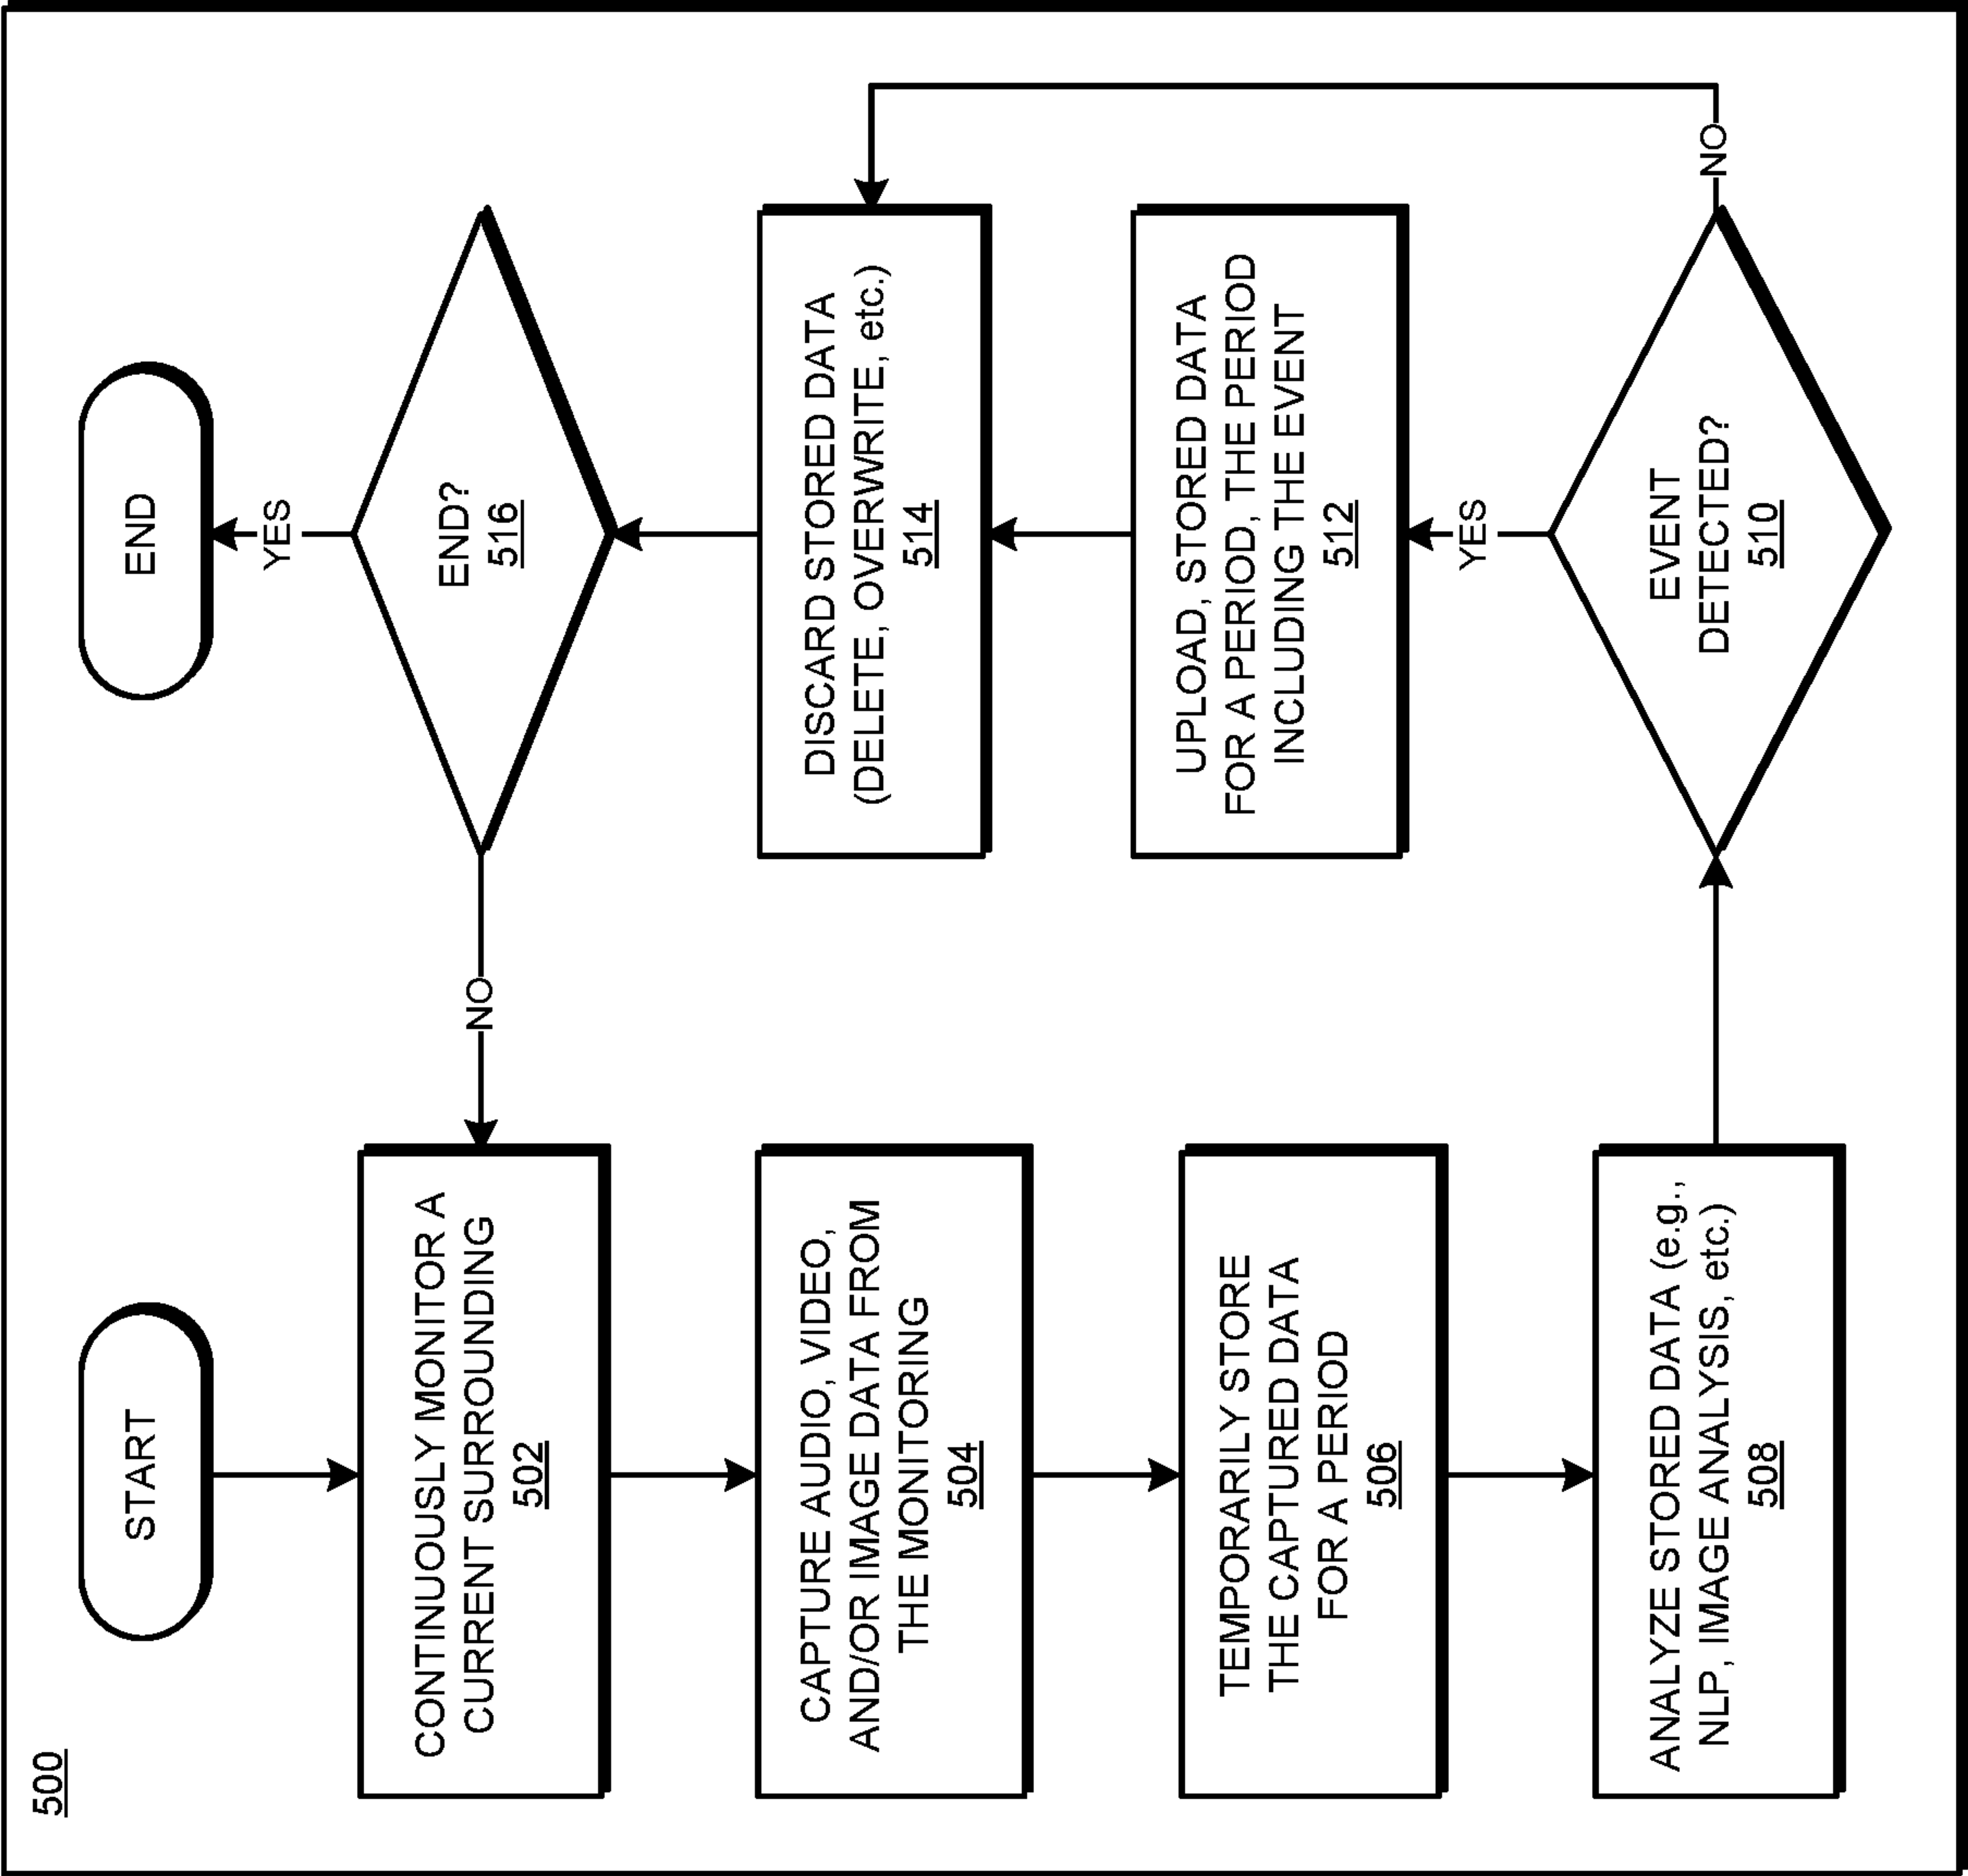 500
START
CONTINUOUSLY MONITOR A
CURRENT SURROUNDING
502
CAPTURE AUDIO, VIDEO,
AND/OR IMAGE DATA FROM
THE MONITORING
504
TEMPORARILY STORE
THE CAPTURED DATA
FOR A PERIOD
506
ANALYZE STORED DATA (e.g.,
NLP, IMAGE ANALYSIS, etc.)
508
EVENT
DETECTED?
510
NO
YES
UPLOAD, STORED DATA
FOR A PERIOD, THE PERIOD
INCLUDING THE EVENT
512
DISCARD STORED DATA
(DELETE, OVERWRITE, etc.)
514
END?
516
NO
YES
END